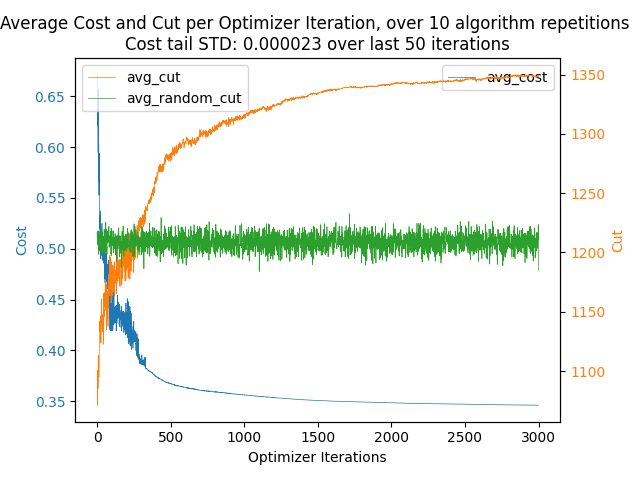 Average Cost and Cut per Optimizer Iteration, over 10 algorithm repetitions
Cost tail STD: 0.000023 over last 50 iterations
avg_cut
avg_random_cut
avg_cost
0.65
0.60
0.55
0.50
0.45
0.40
0.35
Cost
1350
1300
1250
1200
1150
1100
Cut
0
500
1000
1500
2000
2500
3000
Optimizer Iterations